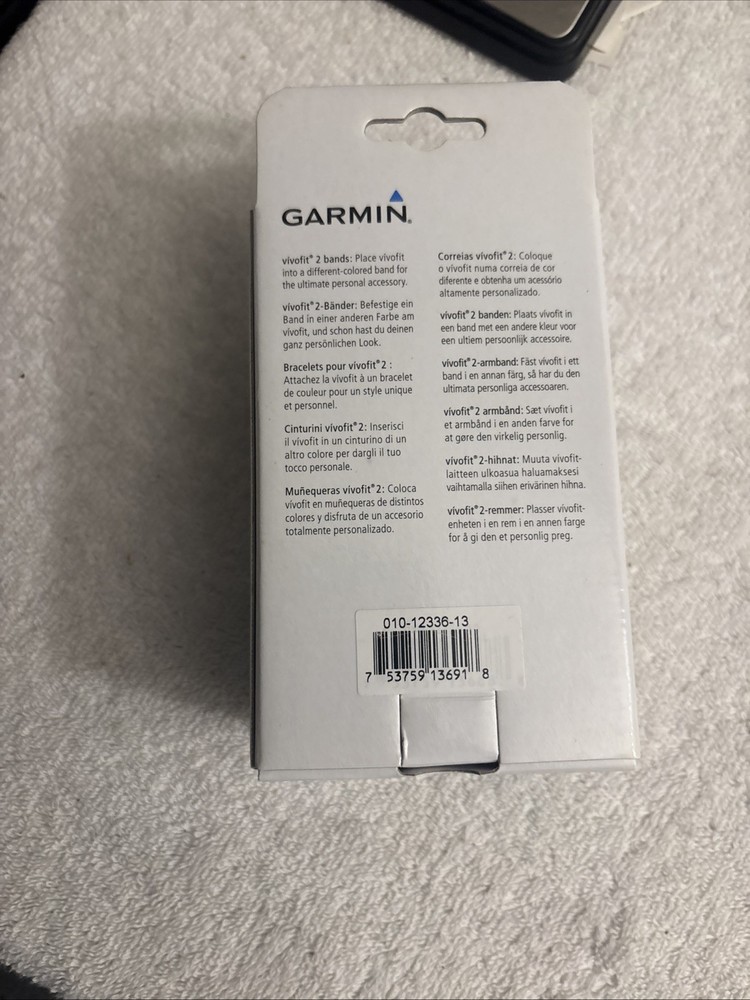 GARMIN®
vívofit® 2 bands: Place vívofit
into a different-colored band for
the ultimate personal accessory.
vívofit® 2-Bänder: Befestige ein
Band in einer anderen Farbe am
vívofit, und schon hast du deinen
ganz persönlichen Look.
Bracelets pour vívofit® 2 :
Attachez la vívofit à un bracelet
de couleur pour un style unique
et personnel.
Cinturini vívofit® 2: Inserisci
il vívofit in un cinturino di un
altro colore per dargli il tuo
tocco personale.
Muñequeras vívofit® 2: Coloca
vívofit en muñequeras de distintos
colores y disfruta de un accesorio
totalmente personalizado.
Correias vívofit® 2: Coloque
o vívofit numa correia de cor
diferente e obtenha um acessório
altamente personalizado.
vívofit® 2 banden: Plaats vívofit in
een band met een andere kleur voor
een ultiem persoonlijk accessoire.
vívofit® 2-armband: Fäst vívofit i ett
band i en annan färg, så har du den
ultimata personliga accessoaren.
vívofit® 2 armbånd: Sæt vívofit i
et armbånd i en anden farve for
at gøre den virkelig personlig.
vívofit® 2-hihnat: Muuta vívofit-
laitteen ulkoasua haluamaksesi
vaihtamalla siihen erivärinen hihna.
vívofit® 2-remmer: Plasser vívofit-
enheten i en rem i en annen farge
for å gi den et personlig preg.
010-12336-13
7 53759 13691 8